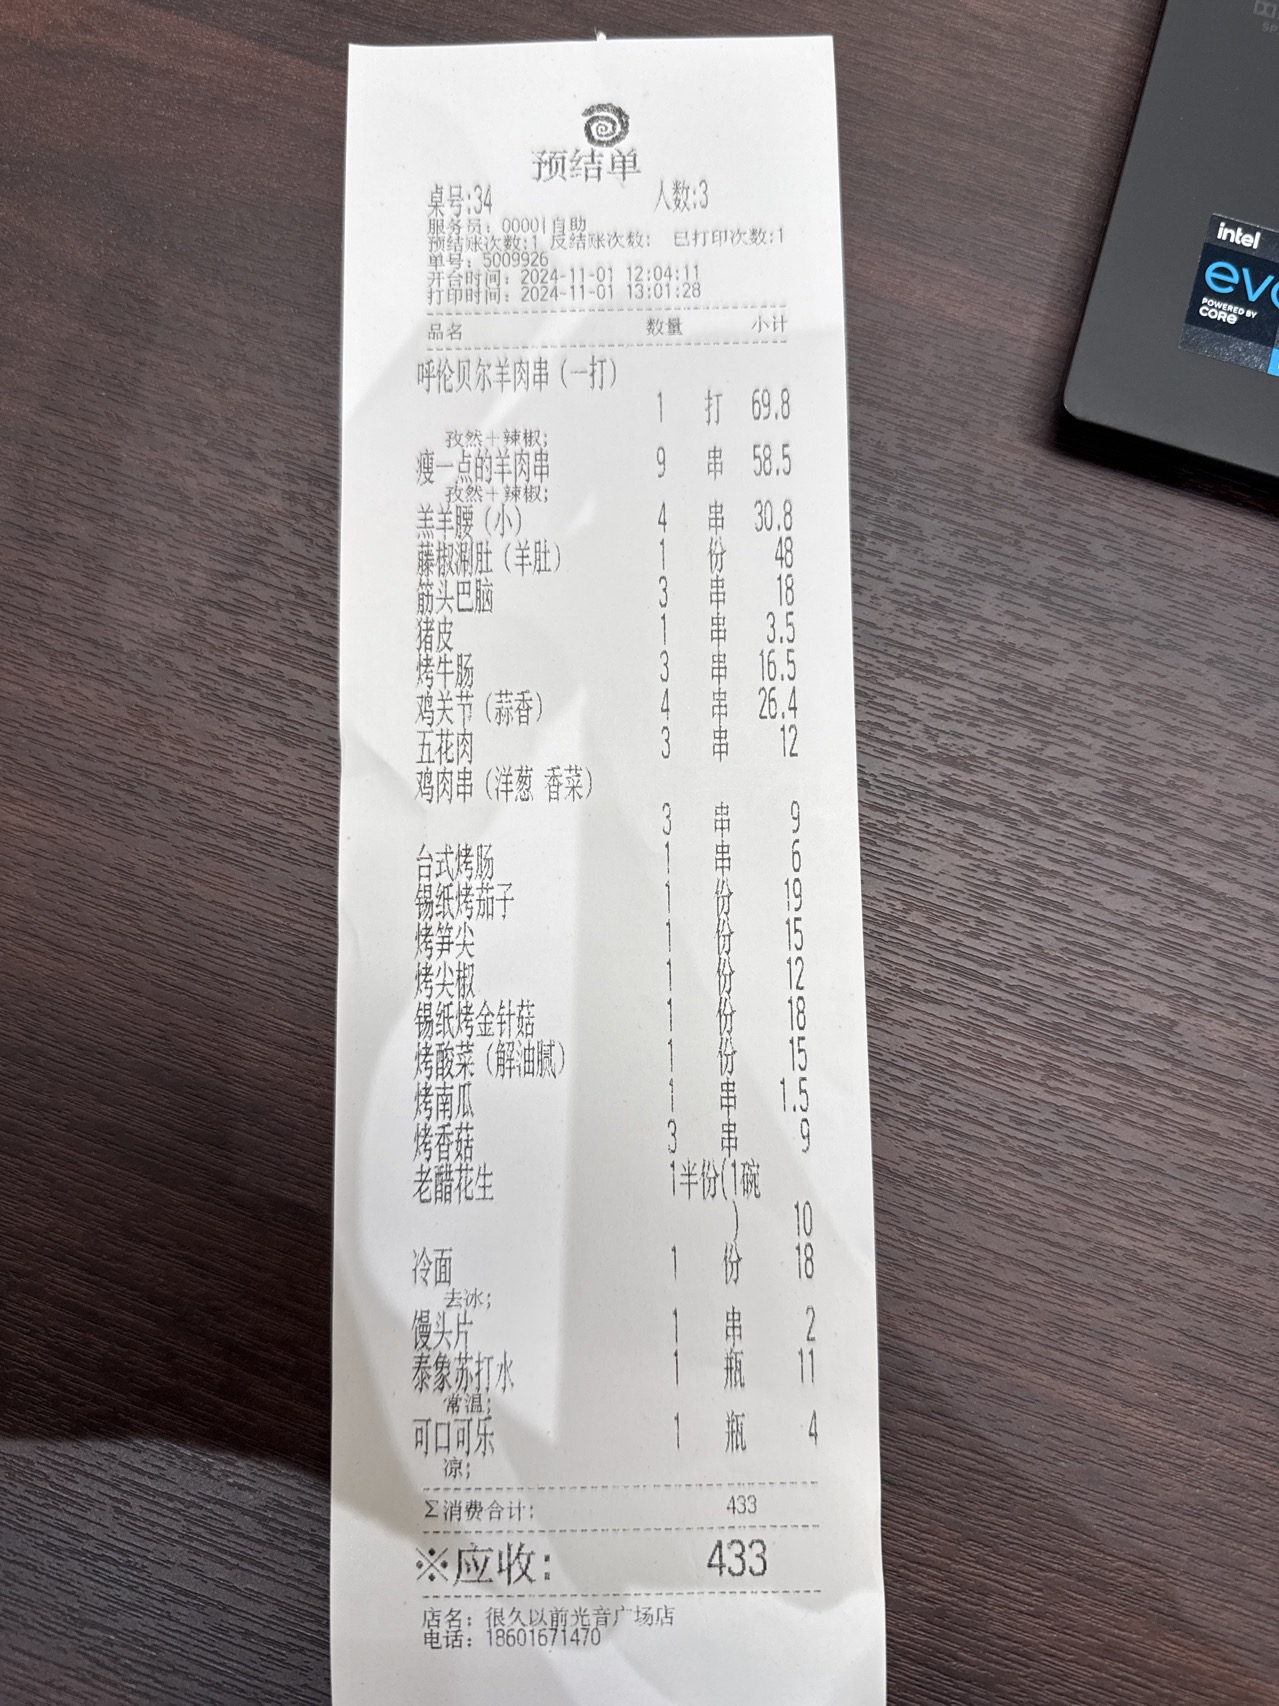 预结单
桌号:34 人数:3
服务员: 00001自助
预结账次数:1 反结账次数: 已打印次数:1
单号: 5009926
开台时间: 2024-11-01 12:04:11
打印时间: 2024-11-01 13:01:28
品名 数量 小计
呼伦贝尔羊肉串(一打)
1 打 69.8
孜然+辣椒;
瘦一点的羊肉串 9 串 58.5
孜然+辣椒;
羔羊腰(小) 4 串 30.8
藤椒涮肚(羊肚) 1 份 48
筋头巴脑 3 串 18
猪皮 1 串 3.5
烤牛肠 3 串 16.5
鸡关节(蒜香) 4 串 26.4
五花肉 3 串 12
鸡肉串(洋葱 香菜)
3 串 9
台式烤肠 1 串 6
锡纸烤茄子 1 份 19
烤笋尖 1 份 15
烤尖椒 1 份 12
锡纸烤金针菇 1 份 18
烤酸菜(解油腻) 1 份 15
烤南瓜 1 串 1.5
烤香菇 3 串 9
老醋花生 1半份(1碗
) 10
冷面 1 份 18
去冰;
馒头片 1 串 2
泰象苏打水 1 瓶 11
常温;
可口可乐 1 瓶 4
凉;
Σ消费合计: 433
※应收: 433
店名: 很久以前光音广场店
电话: 18601671470
intel
evo
POWERED BY
CORE